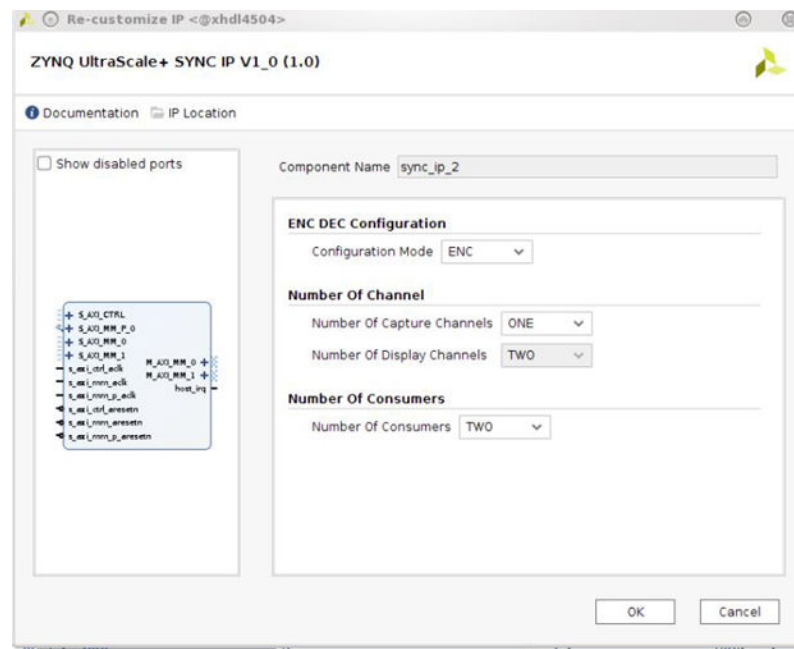 Re-customize IP <@xhdl4504>
ZYNQ UltraScale+ SYNC IP V1_0 (1.0)
Documentation IP Location
Show disabled ports
S_AXI_CTRL
S_AXI_MM_P_0
S_AXI_MM_0
S_AXI_MM_1
s_axi_ctrl_aclk
s_axi_mm_aclk
s_axi_mm_p_aclk
s_axi_ctrl_aresetn
s_axi_mm_aresetn
s_axi_mm_p_aresetn
M_AXI_MM_0
M_AXI_MM_1
host_irq
Component Name sync_ip_2
ENC DEC Configuration
Configuration Mode ENC
Number Of Channel
Number Of Capture Channels ONE
Number Of Display Channels TWO
Number Of Consumers
Number Of Consumers TWO
OK Cancel